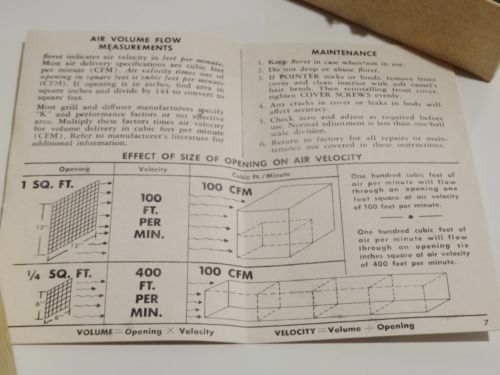 AIR VOLUME FLOW
MEASUREMENTS
floret indicates air velocity in feet per minute.
Most air delivery specifications are cubic feet
per minute (CFM). Air velocity times size of
opening in square feet is cubic feet per minute
(CFM). If opening is in inches, find area in
square inches and divide by 144 to convert to
square feet.
Most grill and diffuser manufacturers specify
"K" and performance factors or net effective
area. Multiply these factors times air velocity
for volume delivery in cubic feet per minute
(CFM). Refer to manufacturer's literature for
additional information.
MAINTENANCE
1. Keep floret in case when not in use.
2. Do not drop or abuse floret.
3. If POINTER sticks or binds, remove front
cover and clean interior with soft camel's
hair brush. Then reinstalling front cover,
tighten COVER SCREWS evenly.
4. Any cracks in cover or leaks in body will
affect accuracy.
5. Check zero and adjust as required before
use. Normal adjustment is less than one-half
scale division.
6. Return to factory for all repairs or main-
tenance not covered in these instructions.
EFFECT OF SIZE OF OPENING ON AIR VELOCITY
Opening
Velocity
Cubic Ft./Minute
1 SQ. FT.
12"
12"
100
FT.
PER
MIN.
100 CFM
One hundred cubic feet of
air per minute will flow
through an opening one
foot square at air velocity
of 100 feet per minute.
One hundred cubic feet of
air per minute will flow
through an opening six
inches square at air velocity
of 400 feet per minute.
1/4 SQ. FT.
6"
6"
400
FT.
PER
MIN.
100 CFM
VOLUME = Opening × Velocity
VELOCITY = Volume ÷ Opening
7